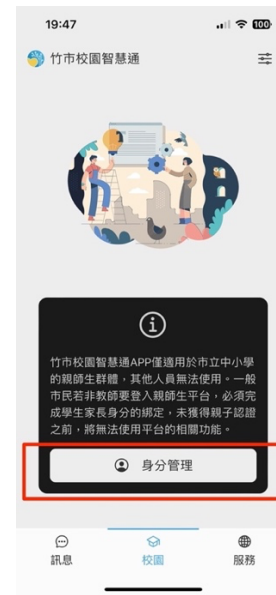 19:47
100
竹市校園智慧通
竹市校園智慧通APP僅適用於市立中小學
的親師生群體，其他人員無法使用。一般
市民若非教師要登入親師生平台，必須完
成學生家長身分的綁定，未獲得親子認證
之前，將無法使用平台的相關功能。
身分管理
訊息
校園
服務